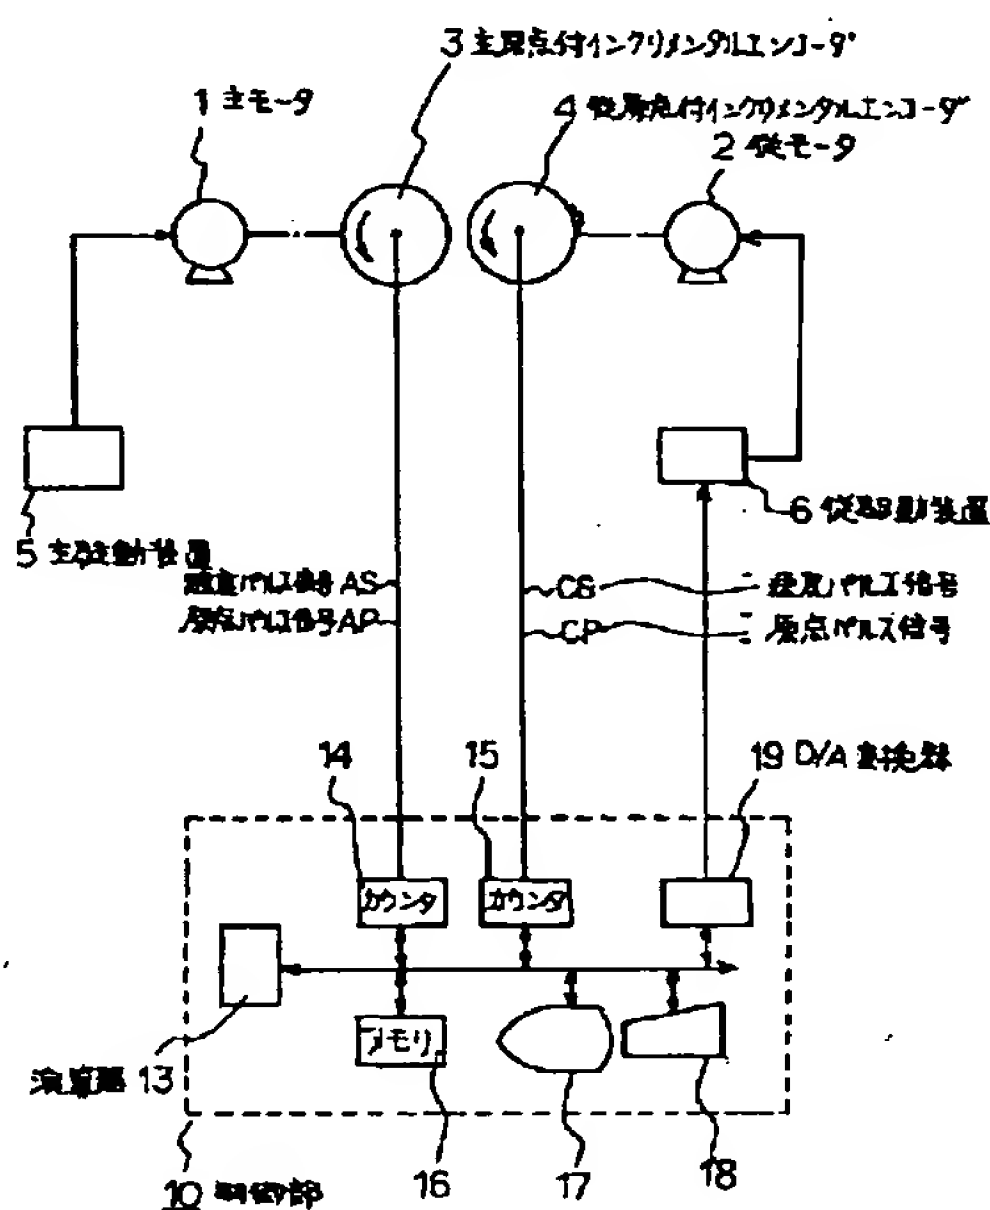 3 主原点付インクリメンタルエンコーダ
1 主モータ
4 従原点付インクリメンタルエンコーダ
2 従モータ
6 従駆動装置
5 主駆動装置
速度パルス信号 AS
CS 速度パルス信号
原点パルス信号 AP
CP 原点パルス信号
14
15
19 D/A 変換器
カウンタ
カウンタ
メモリ
演算器 13
16
17
18
10 制御部